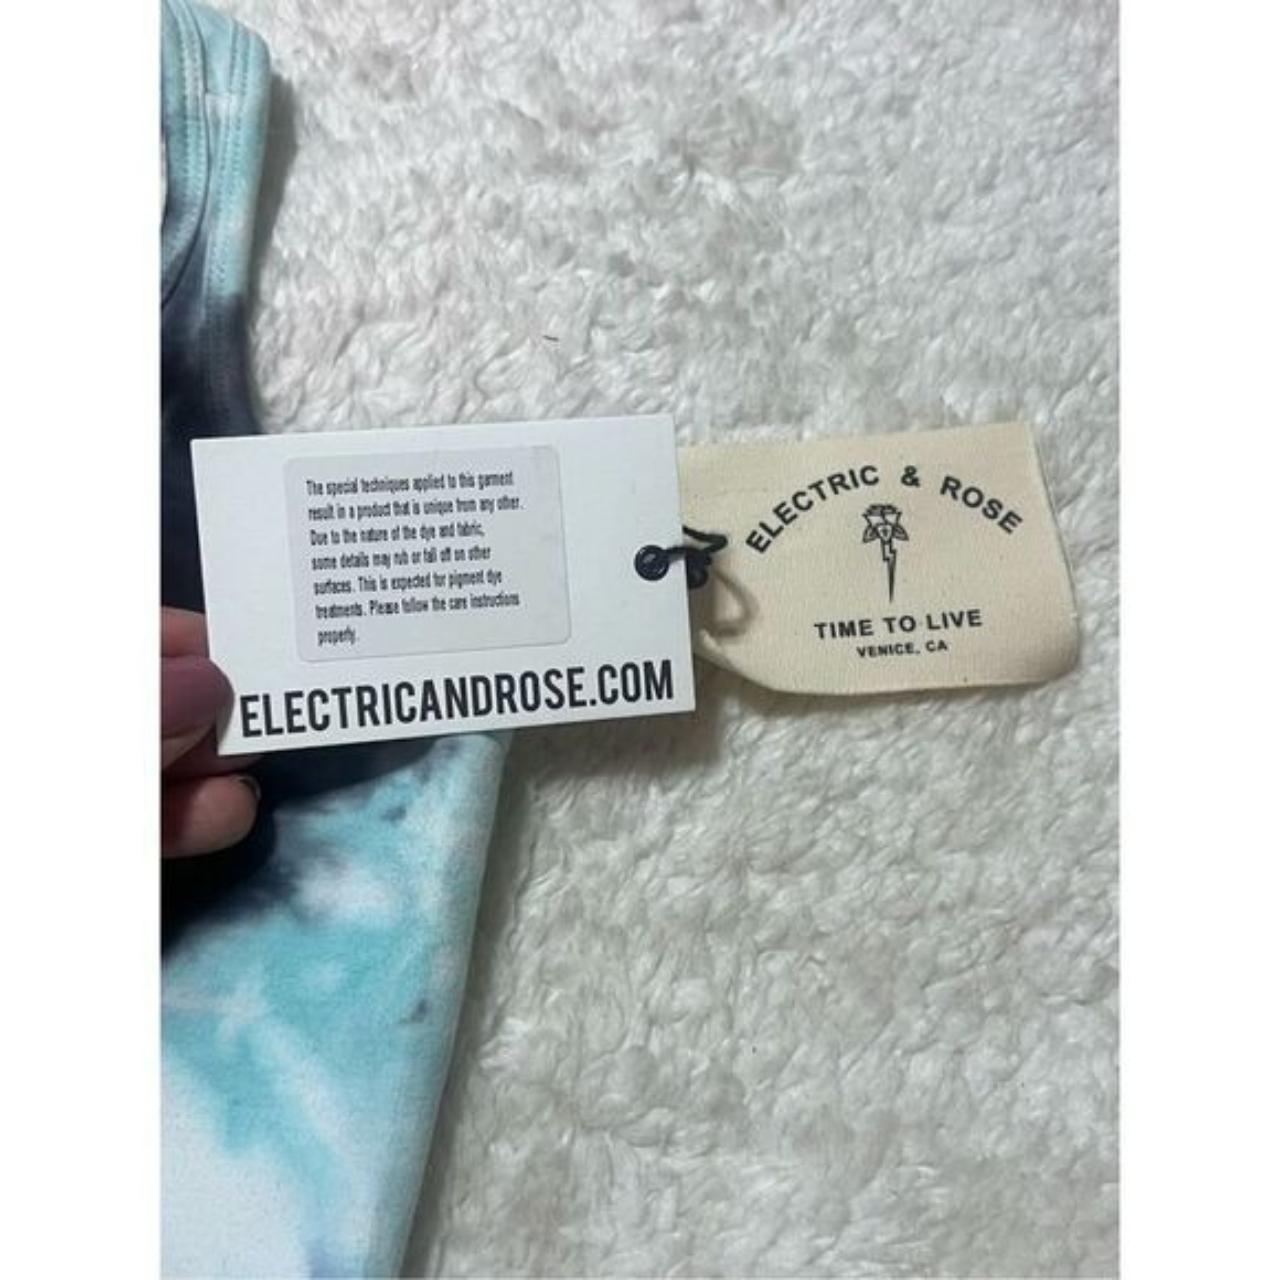 The special techniques applied to this garment
result in a product that is unique from any other.
Due to the nature of the dye and fabric,
some details may rub or fall off on other
surfaces. This is expected for pigment dye
treatments. Please follow the care instructions
properly.
ELECTRICANDROSE.COM
ELECTRIC & ROSE
TIME TO LIVE
VENICE, CA